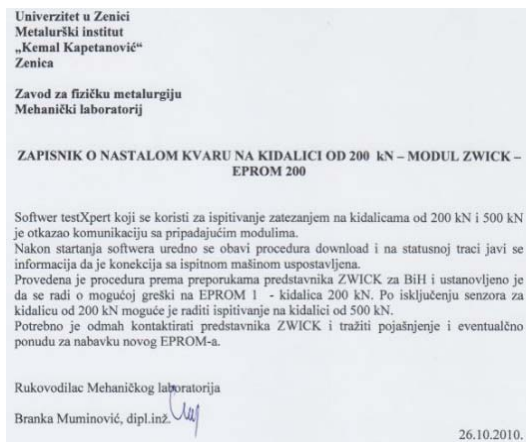 Univerzitet u Zenici
Metalurški institut
„Kemal Kapetanović“
Zenica
Zavod za fizičku metalurgiju
Mehanički laboratorij
ZAPISNIK O NASTALOM KVARU NA KIDALICI OD 200 kN – MODUL ZWICK –
EPROM 200
Softwer testXpert koji se koristi za ispitivanje zatezanjem na kidalicama od 200 kN i 500 kN
je otkazao komunikaciju sa pripadajućim modulima.
Nakon startanja softwera uredno se obavi procedura download i na statusnoj traci javi se
informacija da je konekcija sa ispitnom mašinom uspostavljena.
Provedena je procedura prema preporukama predstavnika ZWICK za BiH i ustanovljeno je
da se radi o mogućoj greški na EPROM 1 - kidalica 200 kN. Po isključenju senzora za
kidalicu od 200 kN moguće je raditi ispitivanje na kidalici od 500 kN.
Potrebno je odmah kontaktirati predstavnika ZWICK i tražiti pojašnjenje i eventualčno
ponudu za nabavku novog EPROM-a.
Rukovodilac Mehaničkog laboratorija
Branka Muminović, dipl.inž.
26.10.2010.